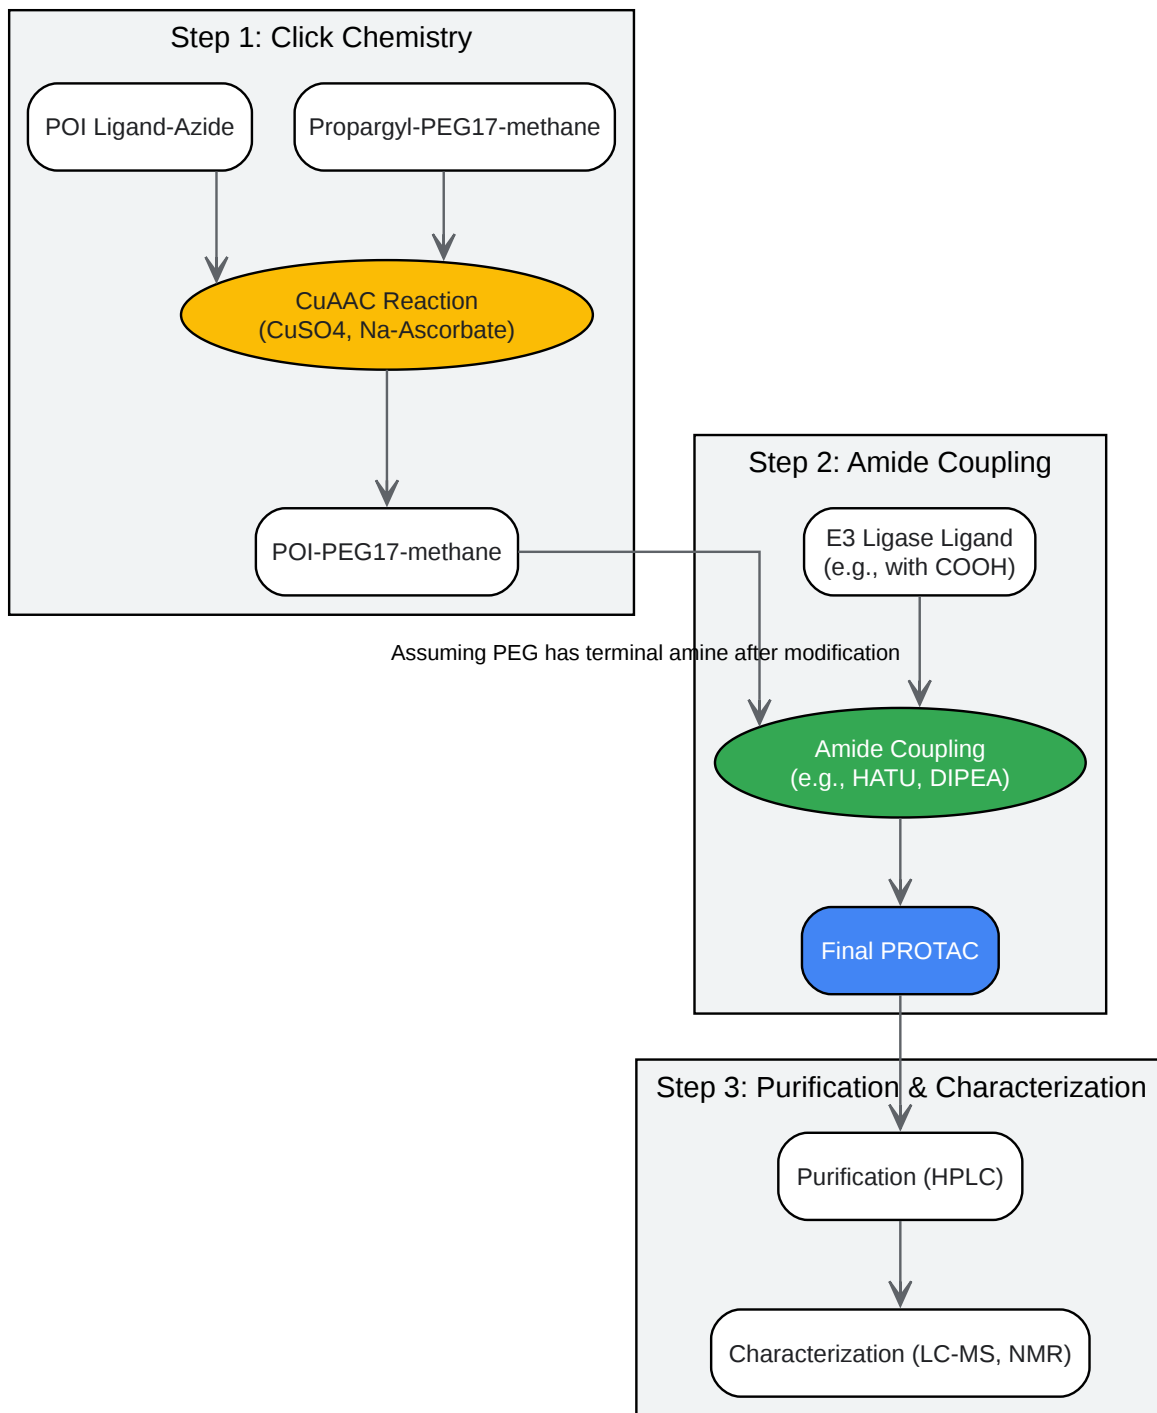 Step 1: Click Chemistry
POI Ligand-Azide
Propargyl-PEG17-methane
CuAAC Reaction
(CuSO4, Na-Ascorbate)
POI-PEG17-methane
Step 2: Amide Coupling
E3 Ligase Ligand
(e.g., with COOH)
Assuming PEG has terminal amine after modification
Amide Coupling
(e.g., HATU, DIPEA)
Final PROTAC
Step 3: Purification & Characterization
Purification (HPLC)
Characterization (LC-MS, NMR)